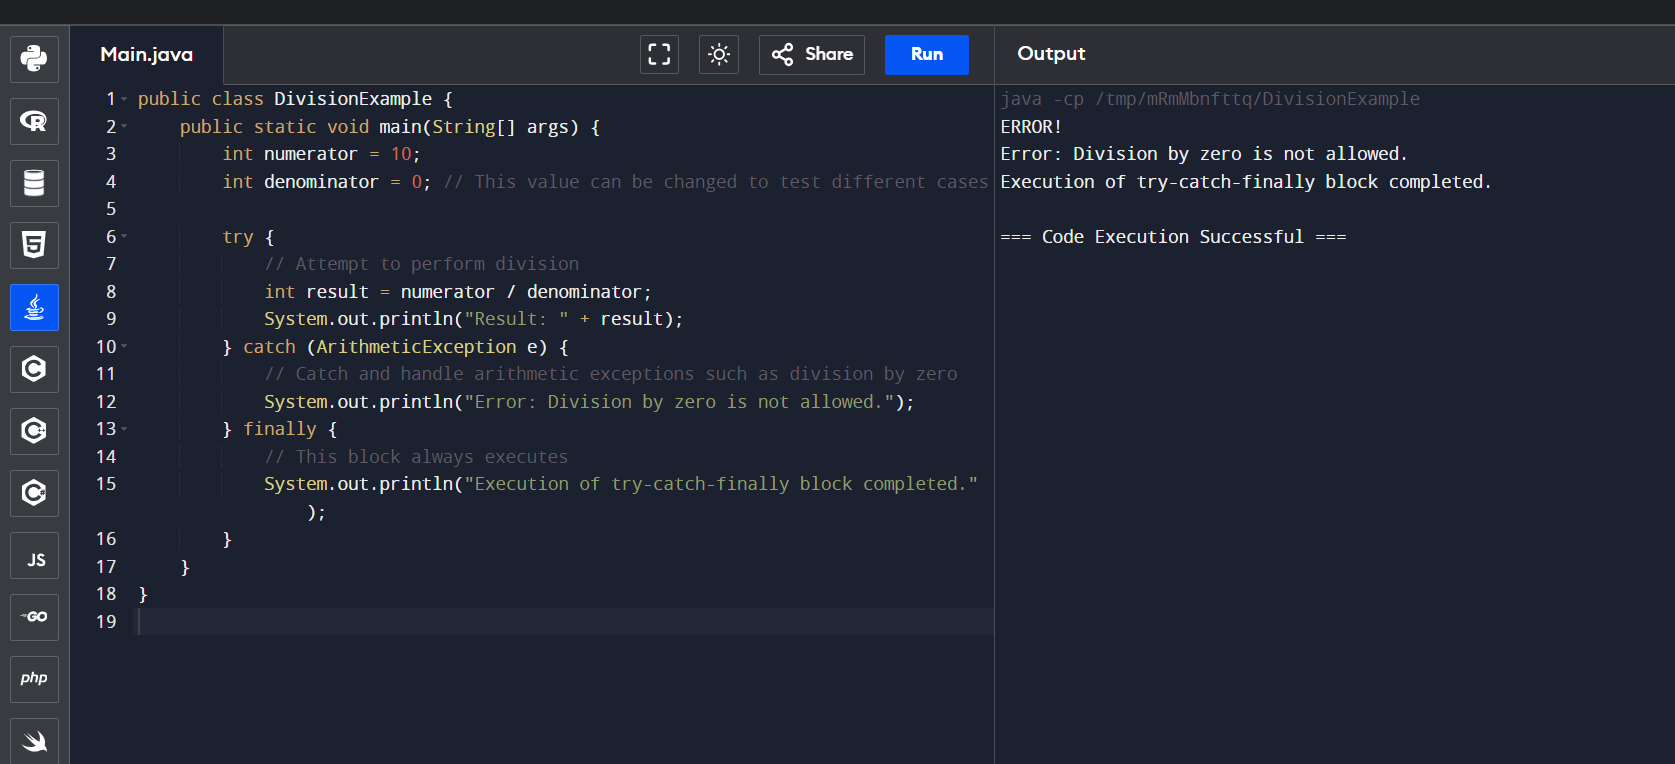 Main.java
Share
Run
Output
1 public class DivisionExample {
2     public static void main(String[] args) {
3         int numerator = 10;
4         int denominator = 0; // This value can be changed to test different cases
5
6         try {
7             // Attempt to perform division
8             int result = numerator / denominator;
9             System.out.println("Result: " + result);
10         } catch (ArithmeticException e) {
11             // Catch and handle arithmetic exceptions such as division by zero
12             System.out.println("Error: Division by zero is not allowed.");
13         } finally {
14             // This block always executes
15             System.out.println("Execution of try-catch-finally block completed."
                );
16         }
17     }
18 }
19
java -cp /tmp/mRmMbnfttq/DivisionExample
ERROR!
Error: Division by zero is not allowed.
Execution of try-catch-finally block completed.
=== Code Execution Successful ===
R
5
C
C++
C
JS
GO
php